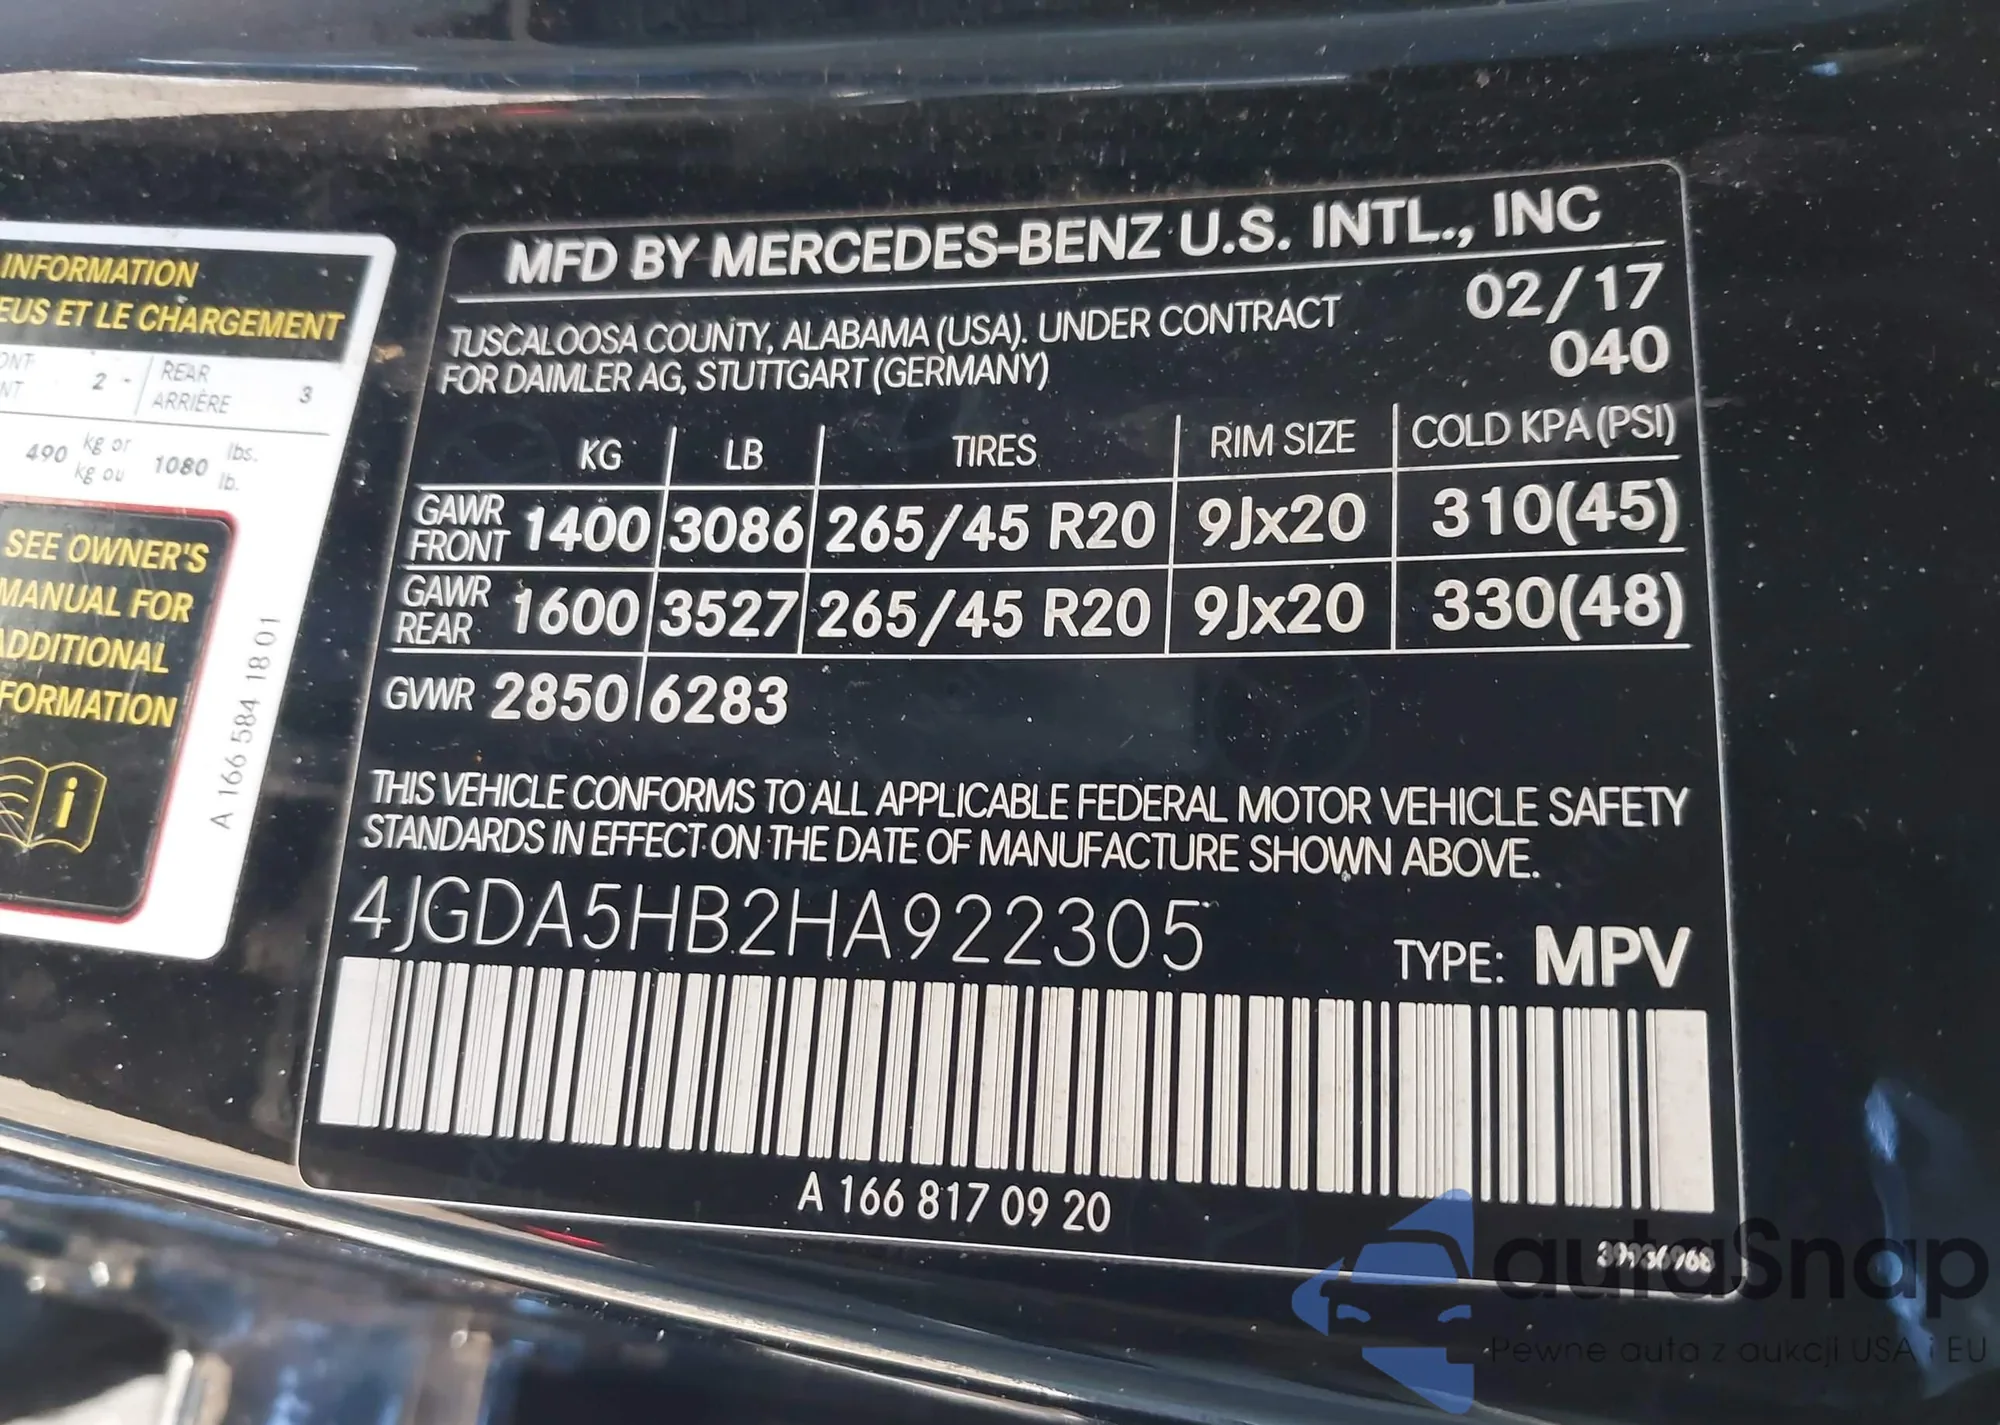 INFORMATION
EUS ET LE CHARGEMENT
2 - REAR ARRIÈRE 3
490 kg or kg ou 1080 lbs. lb.
SEE OWNER'S
MANUAL FOR
ADDITIONAL
FORMATION
A 166 584 18 01
MFD BY MERCEDES-BENZ U.S. INTL., INC
TUSCALOOSA COUNTY, ALABAMA (USA). UNDER CONTRACT
FOR DAIMLER AG, STUTTGART (GERMANY)
02/17
040
KG LB TIRES RIM SIZE COLD KPA (PSI)
GAWR FRONT 1400 3086 265/45 R20 9Jx20 310(45)
GAWR REAR 1600 3527 265/45 R20 9Jx20 330(48)
GVWR 2850 6283
THIS VEHICLE CONFORMS TO ALL APPLICABLE FEDERAL MOTOR VEHICLE SAFETY
STANDARDS IN EFFECT ON THE DATE OF MANUFACTURE SHOWN ABOVE.
4JGDA5HB2HA922305
TYPE: MPV
A 166 817 09 20
autaSnap
Pewne auta z aukcji USA i EU